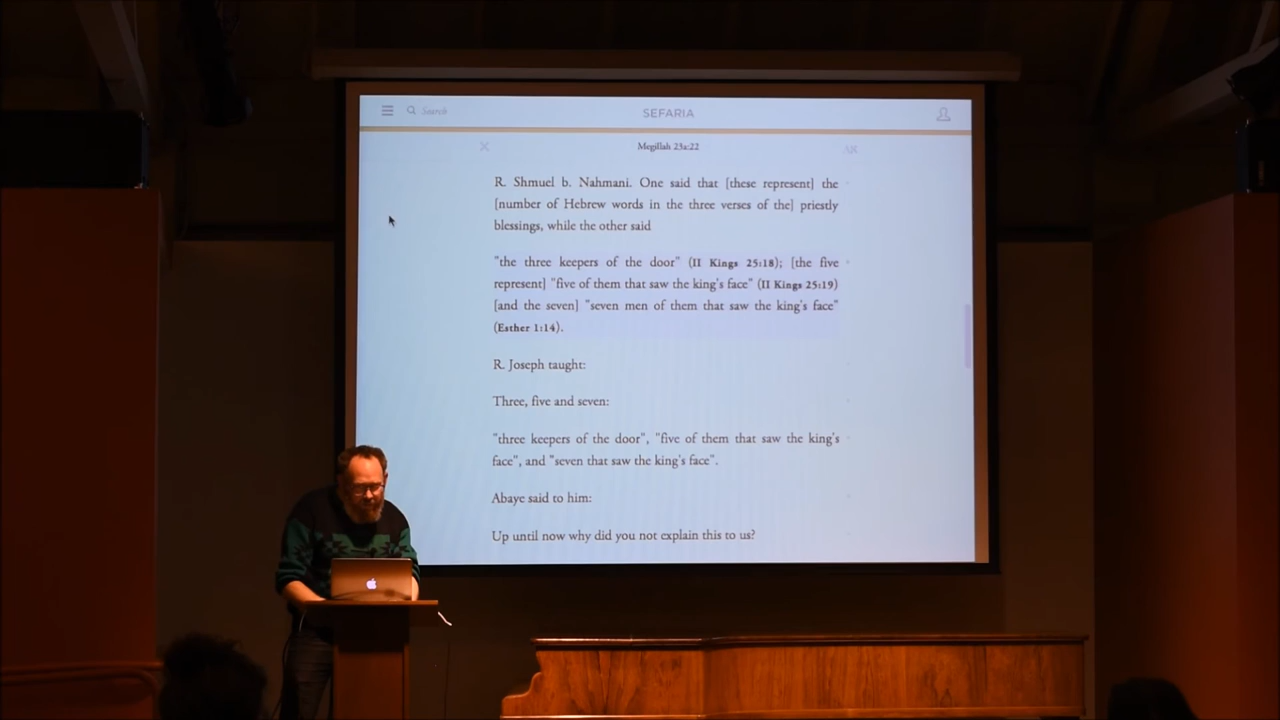 Search
SEFARIA
Megillah 23a:22
R. Shmuel b. Nahmani. One said that [these represent] the
[number of Hebrew words in the three verses of the] priestly
blessings, while the other said
"the three keepers of the door" (II Kings 25:18); [the five
represent] "five of them that saw the king's face" (II Kings 25:19)
[and the seven] "seven men of them that saw the king's face"
(Esther 1:14).
R. Joseph taught:
Three, five and seven:
"three keepers of the door", "five of them that saw the king's
face", and "seven that saw the king's face".
Abaye said to him:
Up until now why did you not explain this to us?